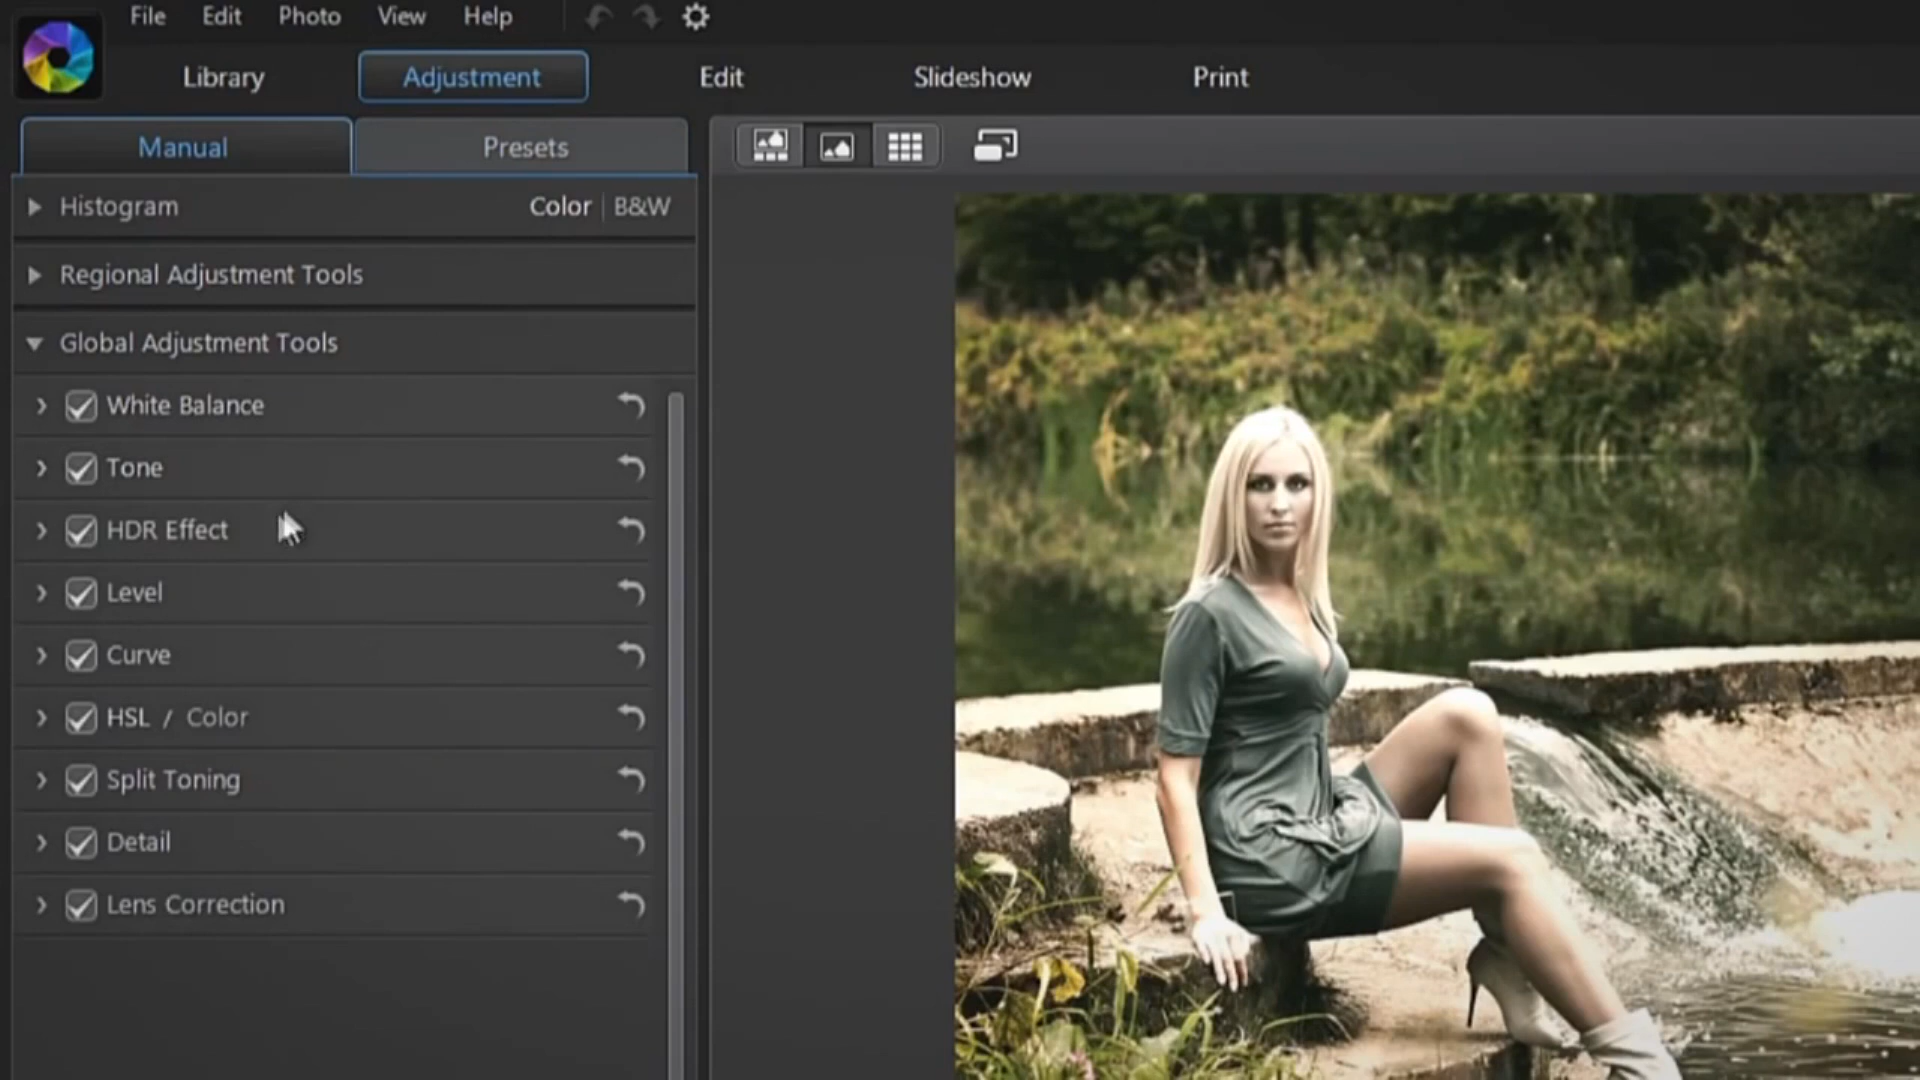 File Edit Photo View Help
Library Adjustment Edit Slideshow Print
Manual Presets
Histogram Color | B&W
Regional Adjustment Tools
Global Adjustment Tools
White Balance
Tone
HDR Effect
Level
Curve
HSL / Color
Split Toning
Detail
Lens Correction